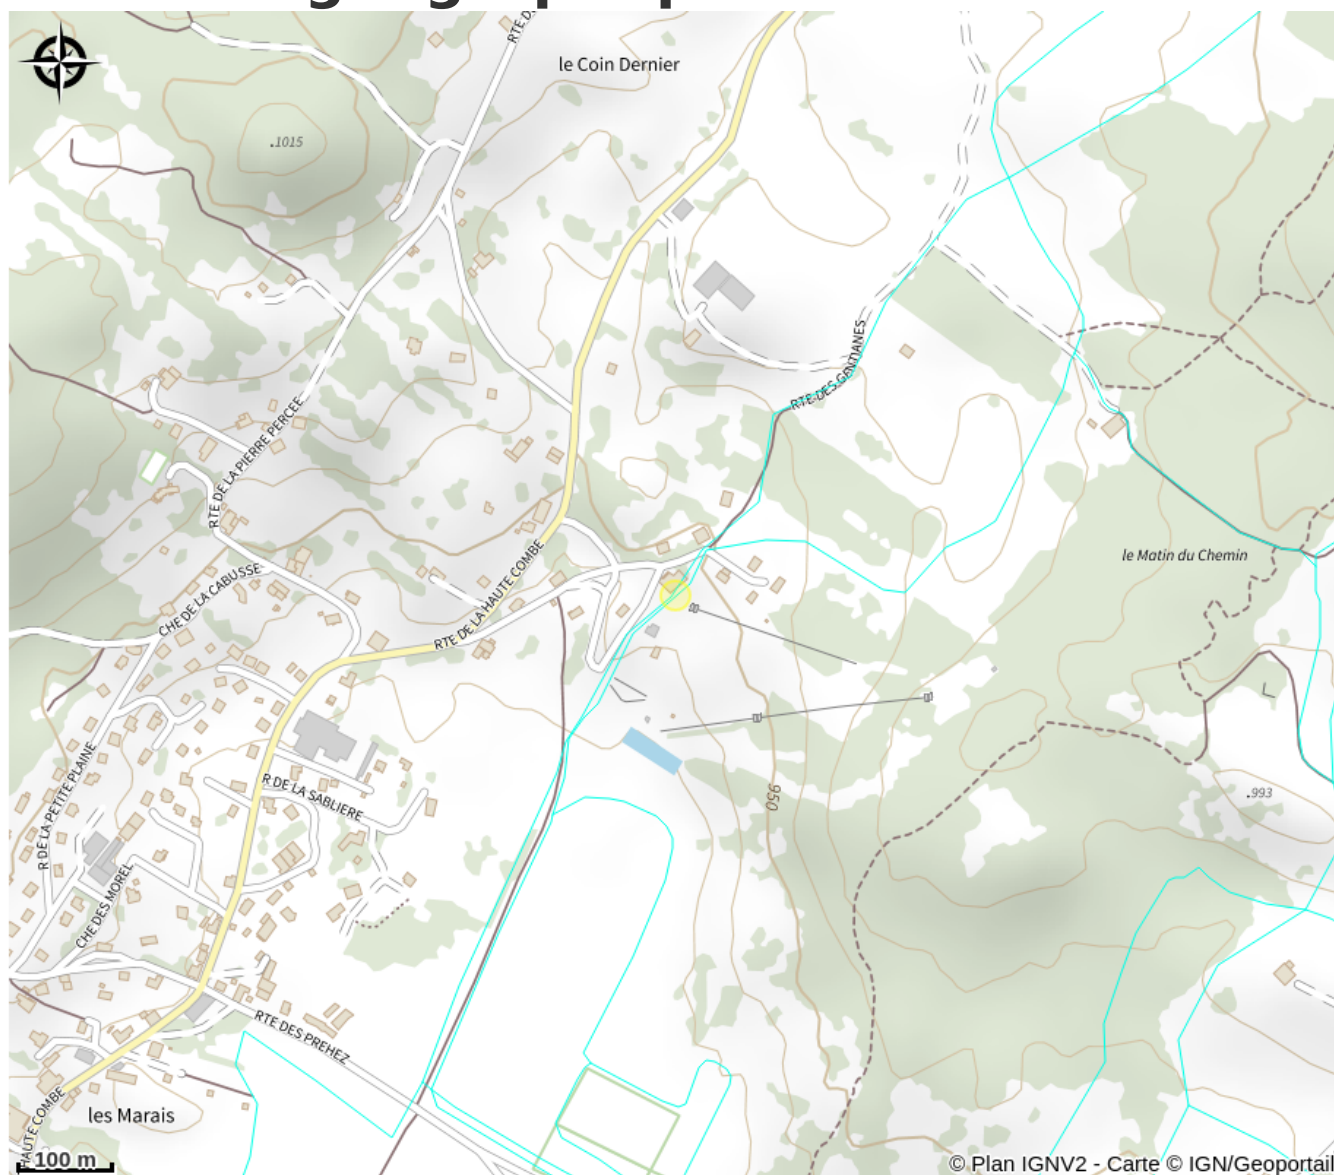 le Coin Dernier
.1015
RTE DES GENTIANES
RTE DE LA PIERRE PERCEE
RTE DE LA HAUTE COMBE
CHE DE LA CABUSSE
le Matin du Chemin
R DE LA PETITE PLAINE
R DE LA SABLIERE
950
.993
CHE DES MOREL
RTE DES PREHEZ
les Marais
HAUTE COMBE
100 m
© Plan IGNV2 - Carte © IGN/Geoportail